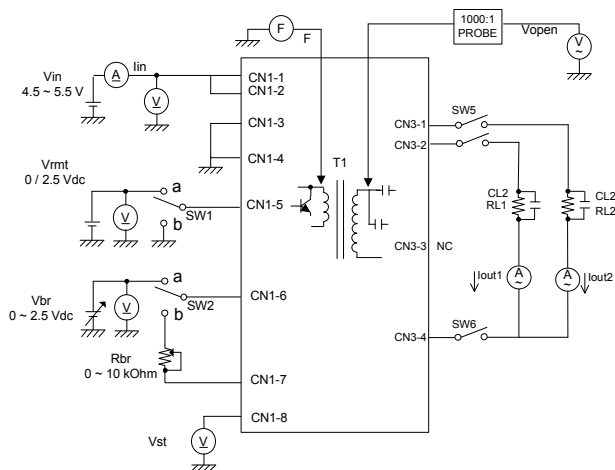 F
F
1000:1
PROBE
Vopen
V
~
Vin
4.5 ~ 5.5 V
A
Iin
V
CN1-1
CN1-2
CN1-3
CN1-4
T1
CN3-1
CN3-2
SW5
Vrmt
0 / 2.5 Vdc
V
a
b
SW1
CN1-5
CL2
RL1
CL2
RL2
CN3-3
NC
Vbr
0 ~ 2.5 Vdc
V
a
b
SW2
CN1-6
Iout1
A
~
A
~
Iout2
CN3-4
SW6
Rbr
0 ~ 10 kOhm
CN1-7
CN1-8
Vst
V